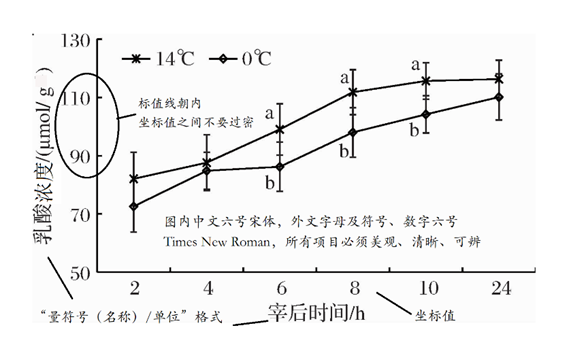 130
14℃ 0℃
110
标值线朝内
坐标值之间不要过密
a a a
90
b b b
70
图内中文六号宋体，外文字母及符号、数字六号
Times New Roman，所有项目必须美观、清晰、可辨
50
乳酸浓度/(μmol/ g
2 4 6 8 10 24
“量符号（名称）/单位”格式
宰后时间/h
坐标值